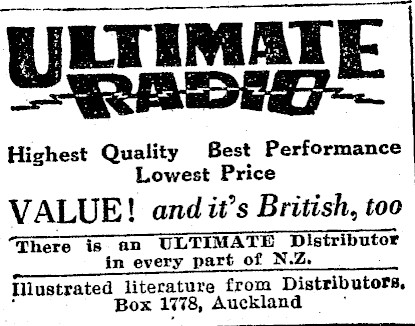 ULTIMATE
RADIO
Highest Quality Best Performance
Lowest Price
VALUE! and it's British, too
There is an ULTIMATE Distributor
in every part of N.Z.
Illustrated literature from Distributors.
Box 1778, Auckland